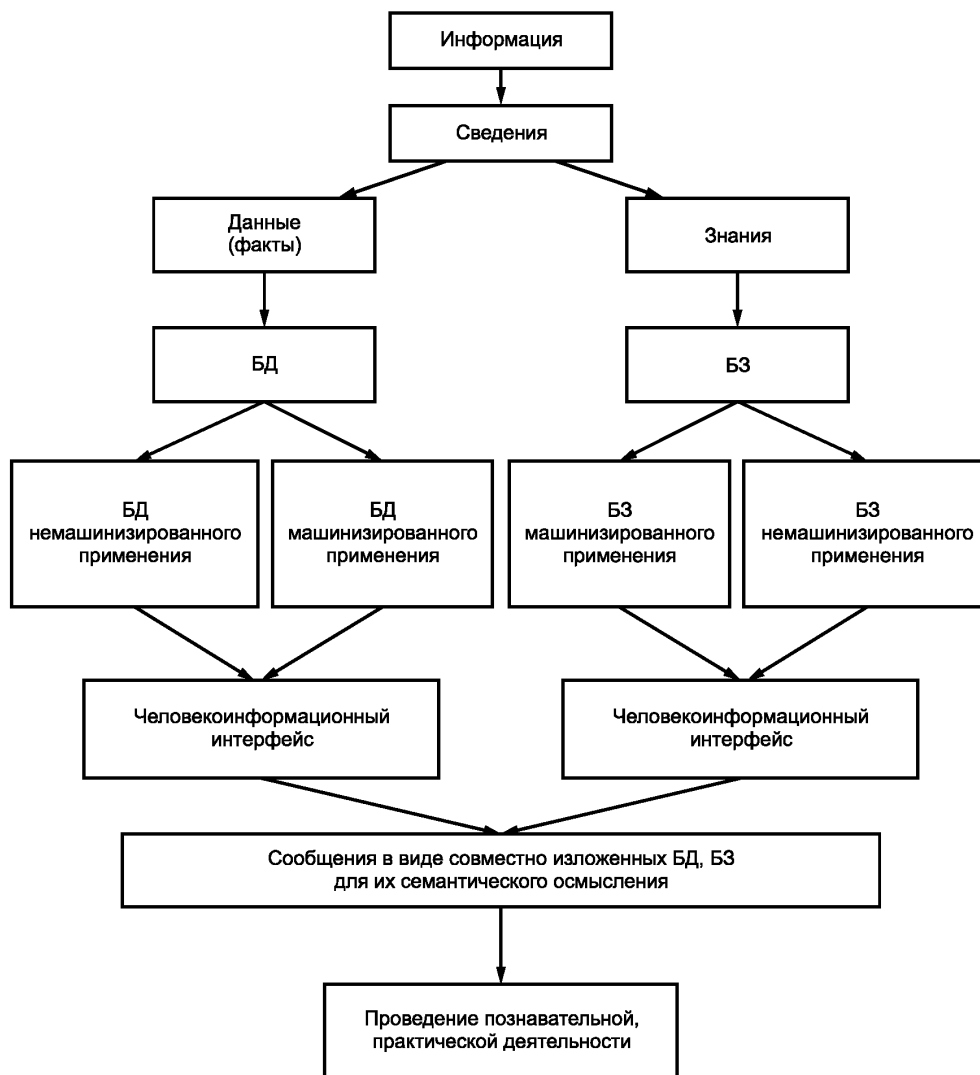 Информация
Сведения
Данные
(факты)
Знания
БД
БЗ
БД
немашинизированного
применения
БД
машинизированного
применения
БЗ
машинизированного
применения
БЗ
немашинизированного
применения
Человекоинформационный
интерфейс
Человекоинформационный
интерфейс
Сообщения в виде совместно изложенных БД, БЗ
для их семантического осмысления
Проведение познавательной,
практической деятельности